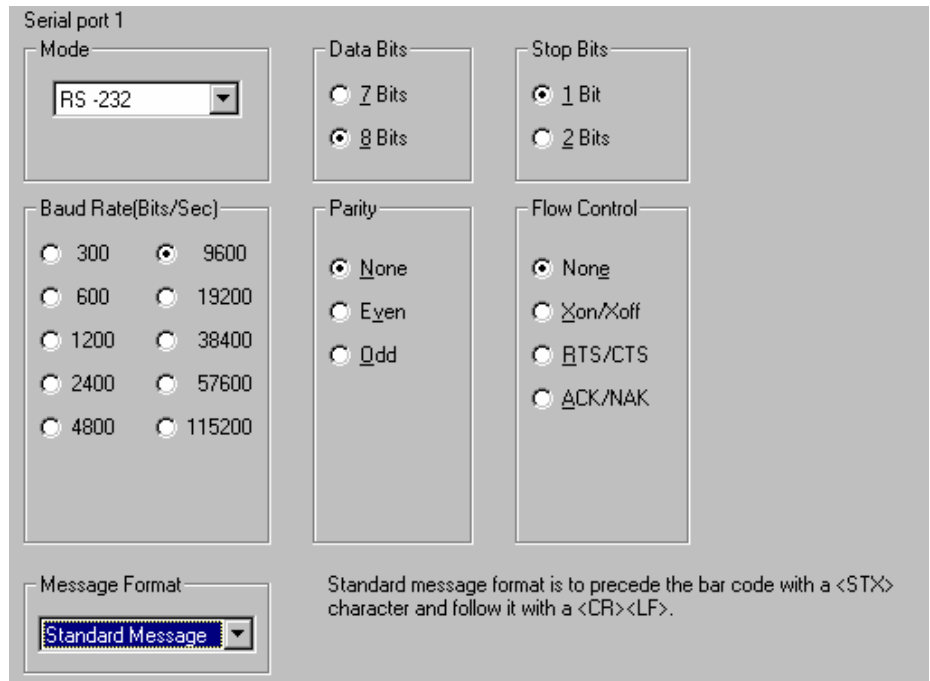 Serial port 1
Mode
RS -232
Data Bits
7 Bits
8 Bits
Stop Bits
1 Bit
2 Bits
Baud Rate(Bits/Sec)
300 9600
600 19200
1200 38400
2400 57600
4800 115200
Parity
None
Even
Odd
Flow Control
None
Xon/Xoff
RTS/CTS
ACK/NAK
Message Format
Standard Message
Standard message format is to precede the bar code with a <STX>
character and follow it with a <CR><LF>.